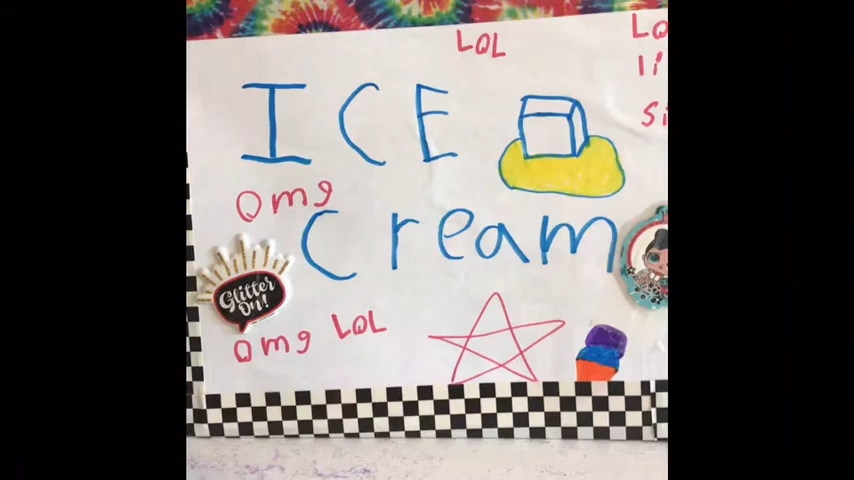 LOL
ICE
Omg
Cream
Glitter
On!
Omg LOL